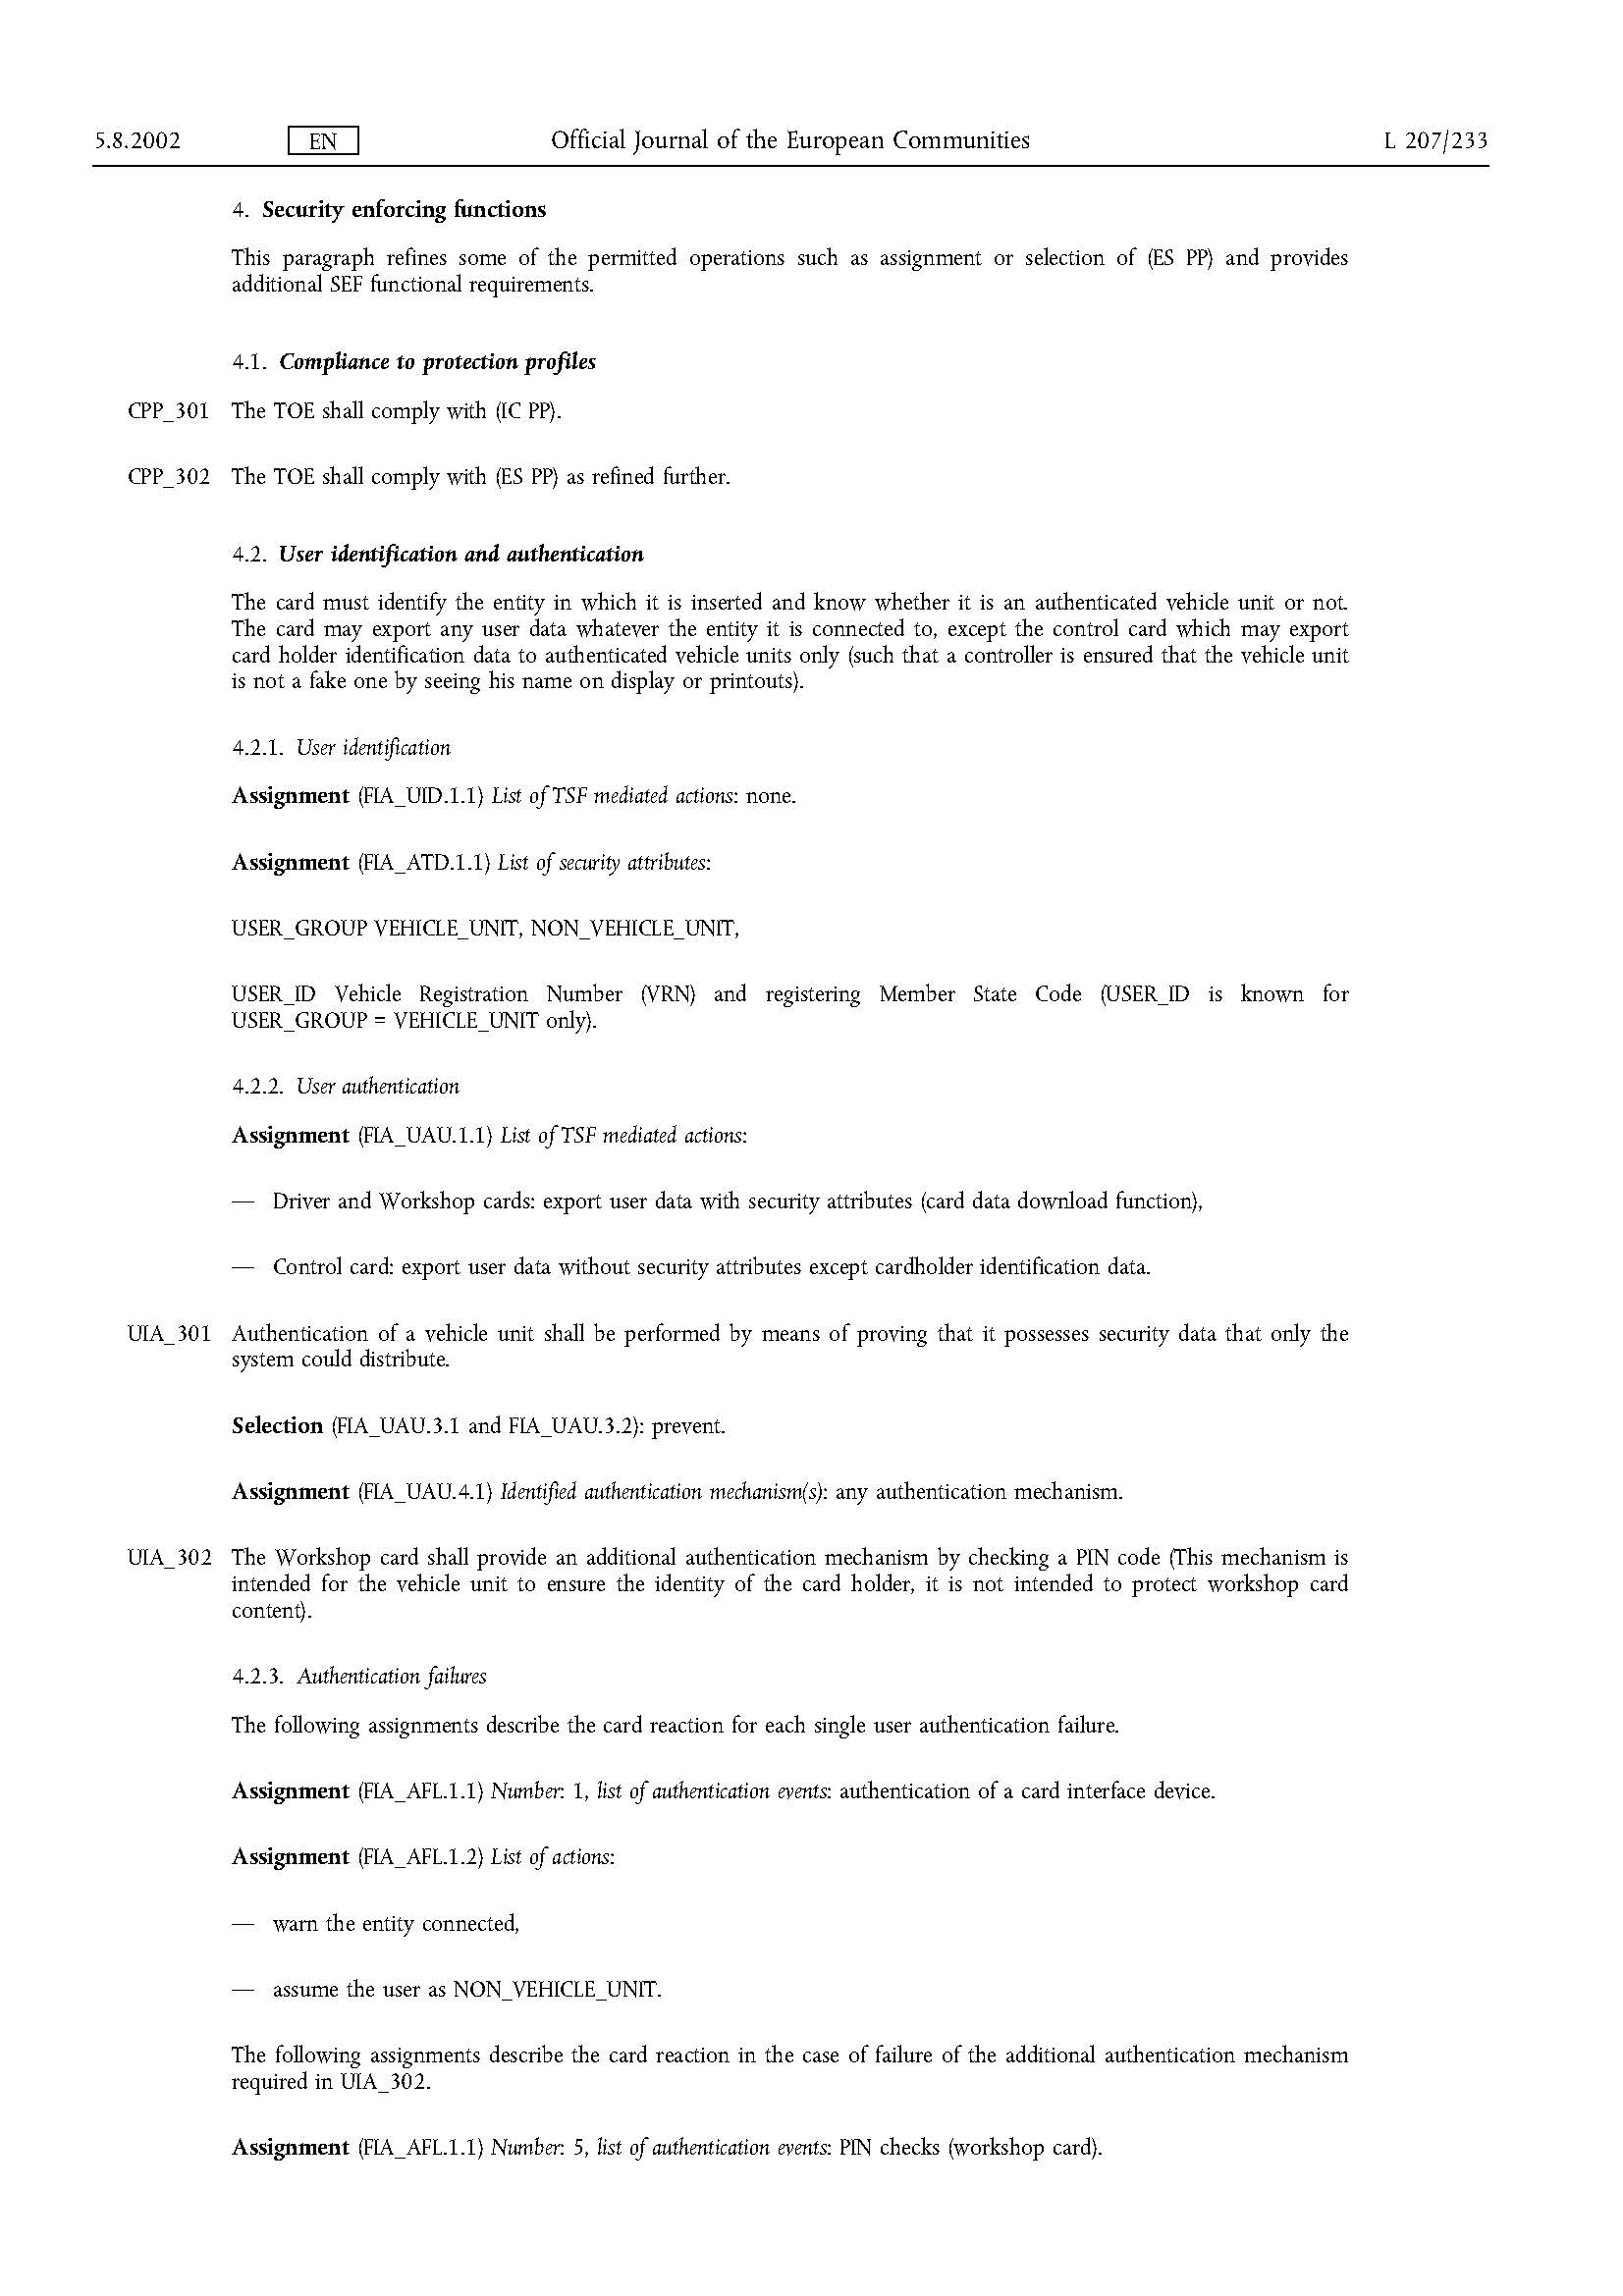 5.8.2002 EN Official Journal of the European Communities L 207/233
4. Security enforcing functions
This paragraph refines some of the permitted operations such as assignment or selection of (ES PP) and provides
additional SEF functional requirements.
4.1. Compliance to protection profiles
CPP_301 The TOE shall comply with (IC PP).
CPP_302 The TOE shall comply with (ES PP) as refined further.
4.2. User identification and authentication
The card must identify the entity in which it is inserted and know whether it is an authenticated vehicle unit or not.
The card may export any user data whatever the entity it is connected to, except the control card which may export
card holder identification data to authenticated vehicle units only (such that a controller is ensured that the vehicle unit
is not a fake one by seeing his name on display or printouts).
4.2.1. User identification
Assignment (FIA_UID.1.1) List of TSF mediated actions: none.
Assignment (FIA_ATD.1.1) List of security attributes:
USER_GROUP VEHICLE_UNIT, NON_VEHICLE_UNIT,
USER_ID Vehicle Registration Number (VRN) and registering Member State Code (USER_ID is known for
USER_GROUP = VEHICLE_UNIT only).
4.2.2. User authentication
Assignment (FIA_UAU.1.1) List of TSF mediated actions:
— Driver and Workshop cards: export user data with security attributes (card data download function),
— Control card: export user data without security attributes except cardholder identification data.
UIA_301 Authentication of a vehicle unit shall be performed by means of proving that it possesses security data that only the
system could distribute.
Selection (FIA_UAU.3.1 and FIA_UAU.3.2): prevent.
Assignment (FIA_UAU.4.1) Identified authentication mechanism(s): any authentication mechanism.
UIA_302 The Workshop card shall provide an additional authentication mechanism by checking a PIN code (This mechanism is
intended for the vehicle unit to ensure the identity of the card holder, it is not intended to protect workshop card
content).
4.2.3. Authentication failures
The following assignments describe the card reaction for each single user authentication failure.
Assignment (FIA_AFL.1.1) Number: 1, list of authentication events: authentication of a card interface device.
Assignment (FIA_AFL.1.2) List of actions:
— warn the entity connected,
— assume the user as NON_VEHICLE_UNIT.
The following assignments describe the card reaction in the case of failure of the additional authentication mechanism
required in UIA_302.
Assignment (FIA_AFL.1.1) Number: 5, list of authentication events: PIN checks (workshop card).